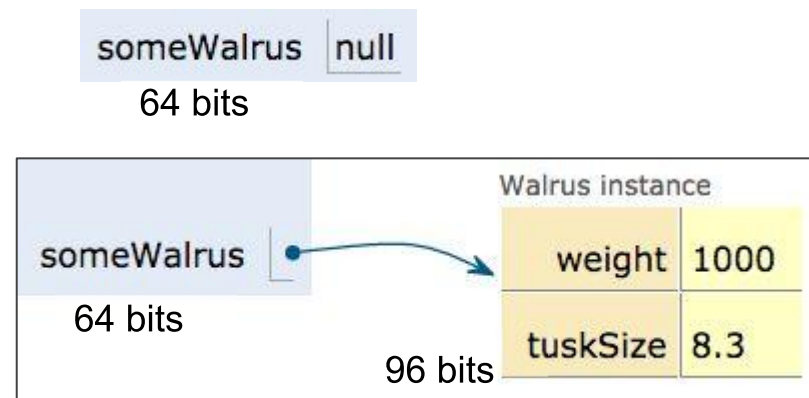 someWalrus null
64 bits
Walrus instance
someWalrus
weight 1000
64 bits
tuskSize 8.3
96 bits